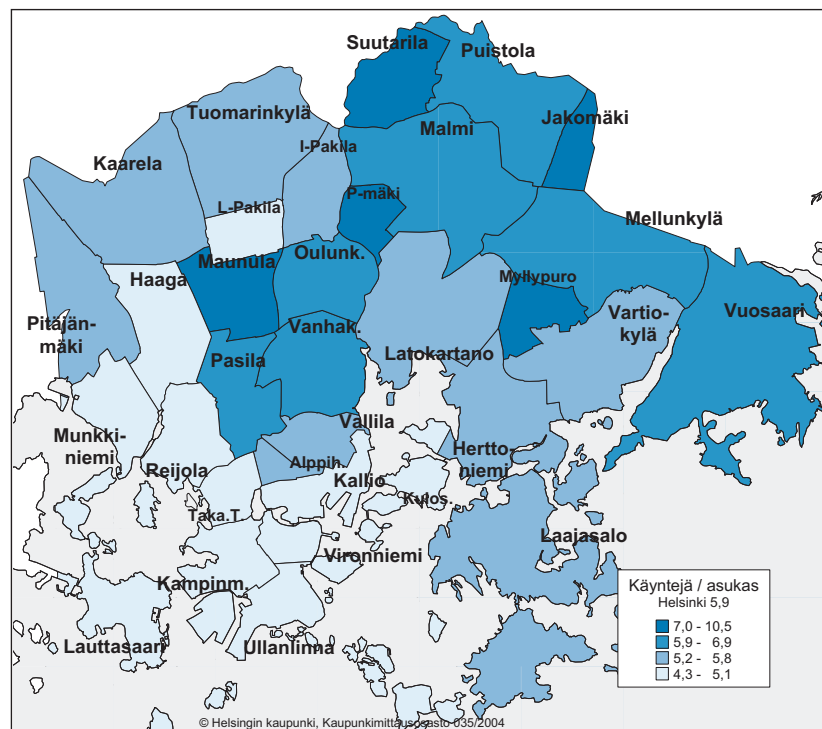 Suutarila
Puistola
Tuomarinkylä
Malmi
Jakomäki
I-Pakila
Kaarela
P-mäki
L-Pakila
Mellunkylä
Oulunk.
Maunula
Haaga
Myllypuro
Vartio-
kylä
Vuosaari
Pitäjän-
mäki
Vanhak.
Pasila
Latokartano
Vallila
Munkki-
niemi
Hertto-
niemi
Reijola
Alppih.
Kallio
Kulos.
Taka.T.
Laajasalo
Vironniemi
Kampinm.
Lauttasaari
Ullanlinna
Käyntejä / asukas
Helsinki 5,9
7,0 - 10,5
5,9 - 6,9
5,2 - 5,8
4,3 - 5,1
© Helsingin kaupunki, Kaupunkimittausosasto 035/2004